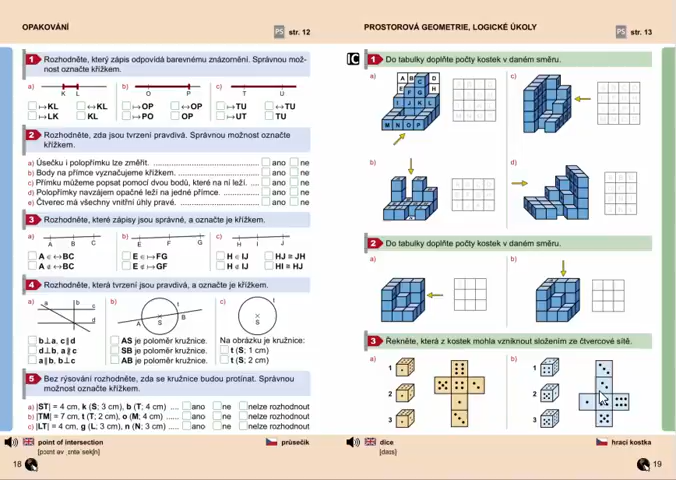 OPAKOVÁNÍ
PS str. 12
1 Rozhodněte, který zápis odpovídá barevnému znázornění. Správnou mož-
nost označte křížkem.
a) b) c)
K L O P T U
↦KL ↔KL ↦OP ↔OP ↦TU ↔TU
↦LK KL ↦PO OP ↦UT TU
2 Rozhodněte, zda jsou tvrzení pravdivá. Správnou možnost označte
křížkem.
a) Úsečku i polopřímku lze změřit. ano ne
b) Body na přímce vyznačujeme křížkem. ano ne
c) Přímku můžeme popsat pomocí dvou bodů, které na ní leží. .... ano ne
d) Polopřímky navzájem opačné leží na jedné přímce. ano ne
e) Čtverec má všechny vnitřní úhly pravé. ano ne
3 Rozhodněte, které zápisy jsou správné, a označte je křížkem.
a) b) c)
A B C E F G H I J
A ∈ ↔BC E ∈ ↦FG H ∈ IJ HJ ≅ JH
A ∉ ↔BC E ∉ ↦GF H ∉ IJ HI ≅ HJ
4 Rozhodněte, která tvrzení jsou pravdivá, a označte je křížkem.
a) b) c)
a b c d
A S B t
t S
b⊥a, c∥d AS je poloměr kružnice. Na obrázku je kružnice:
d⊥b, a∦c SB je poloměr kružnice. t (S; 1 cm)
a∥b, b⊥c AB je poloměr kružnice. t (S; 2 cm)
5 Bez rýsování rozhodněte, zda se kružnice budou protínat. Správnou
možnost označte křížkem.
a) |ST| = 4 cm, k (S; 3 cm), b (T; 4 cm) .... ano ne nelze rozhodnout
b) |TM| = 7 cm, t (T; 2 cm), o (M; 4 cm) ..... ano ne nelze rozhodnout
c) |LT| = 4 cm, g (L; 3 cm), n (N; 3 cm) ..... ano ne nelze rozhodnout
point of intersection průsečík
18
PROSTOROVÁ GEOMETRIE, LOGICKÉ ÚKOLY
PS str. 13
1 Do tabulky doplňte počty kostek v daném směru.
a) c)
A B C D
E F G H
I J K L
M N O P
b) d)
2 Do tabulky doplňte počty kostek v daném směru.
a) b)
3 Řekněte, která z kostek mohla vzniknout složením ze čtvercové sítě.
a) b)
1 1
2 2
3 3
dice hrací kostka
[daɪs]
19